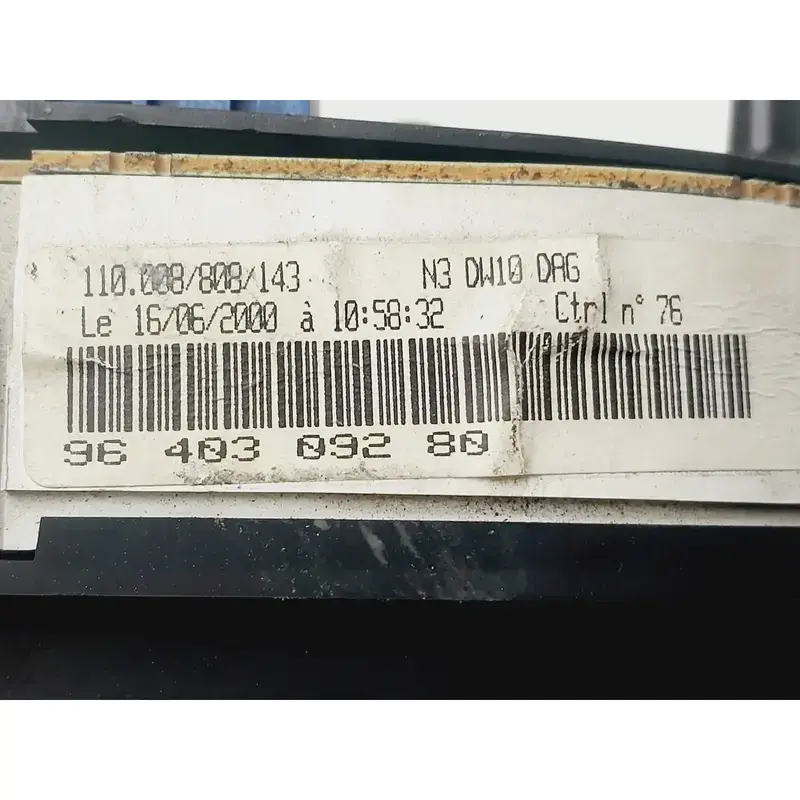 110.008/808/143 N3 DW10 DAG
Le 16/06/2000 à 10:58:32 Ctrl n° 76
96 403 092 80